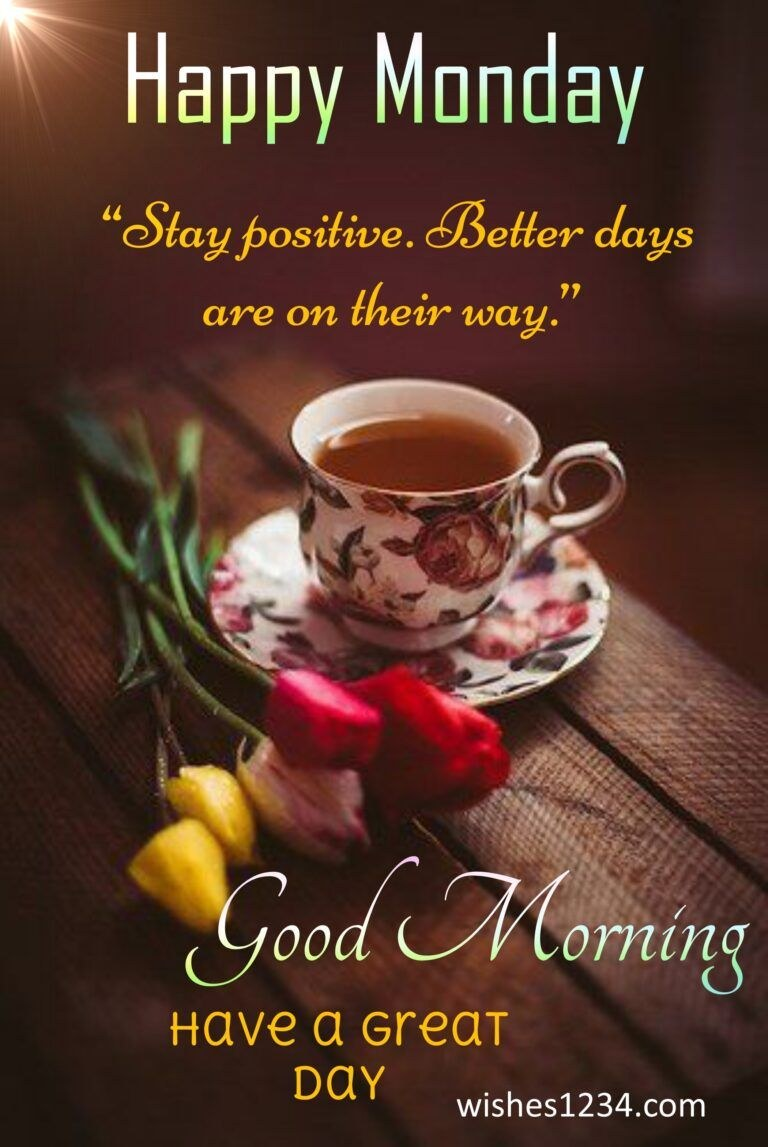 Happy Monday
“Stay positive. Better days
are on their way.”
Good Morning
Have a Great
Day
wishes1234.com